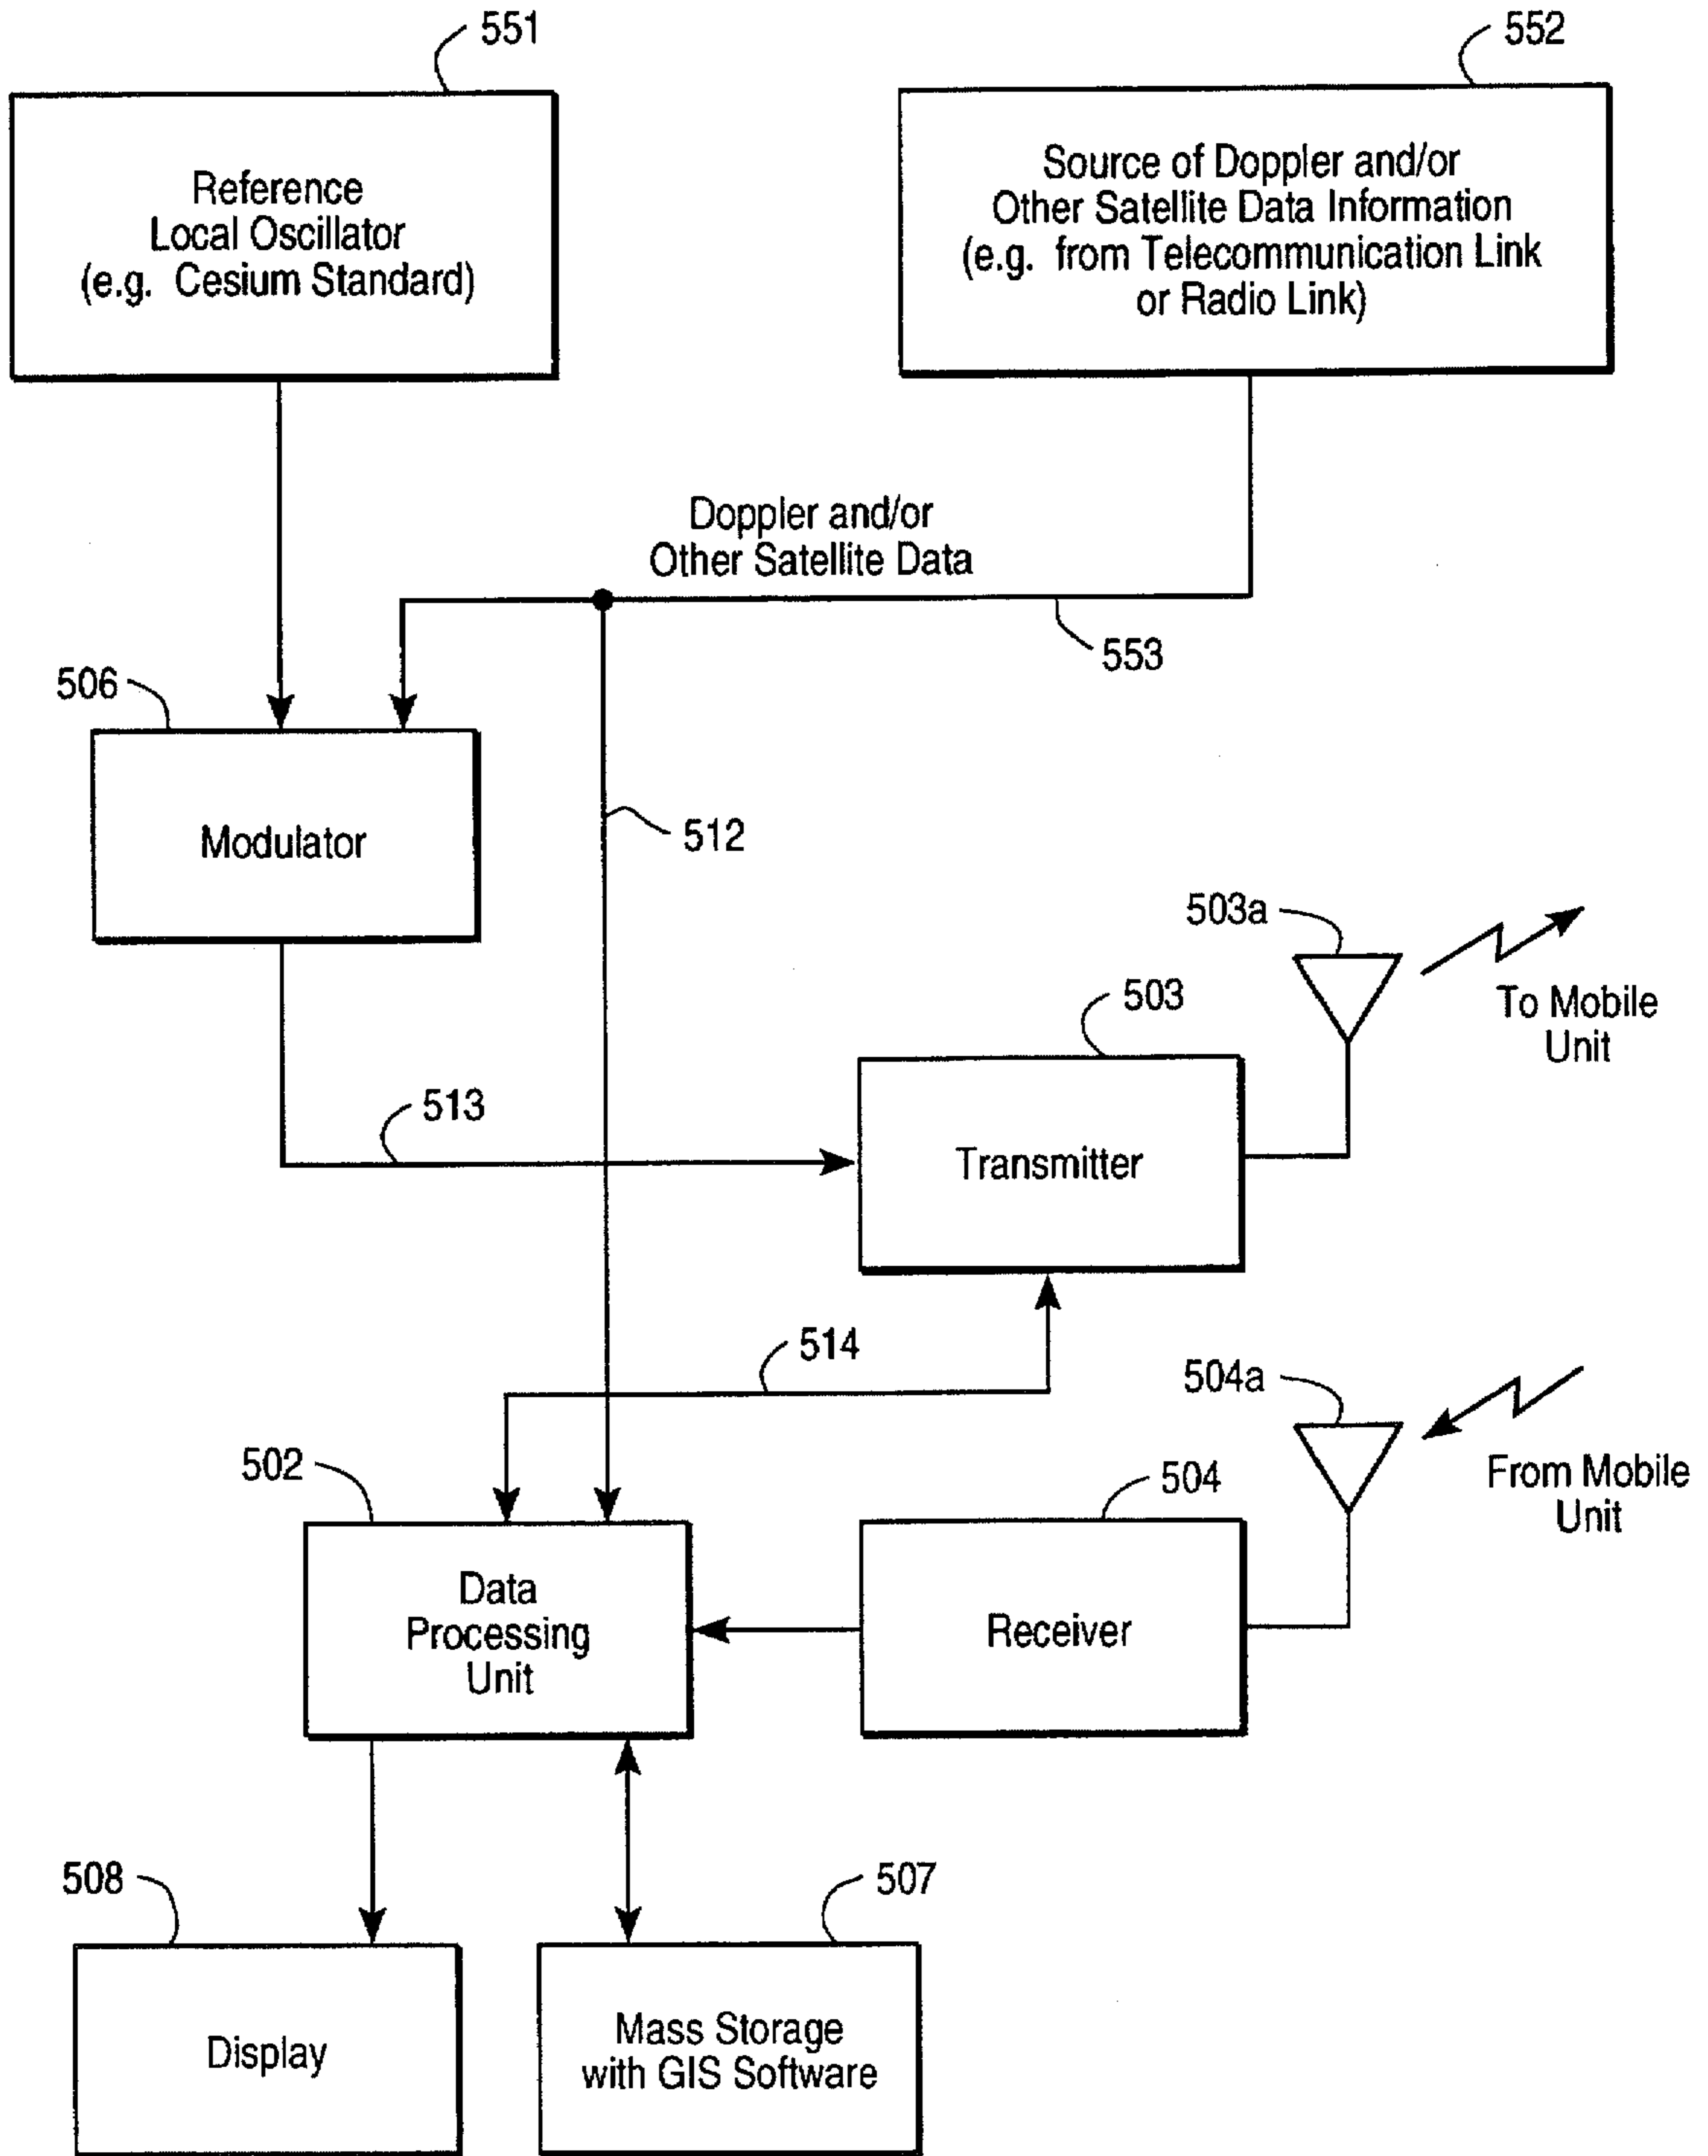 551
552
Reference
Local Oscillator
(e.g. Cesium Standard)
Source of Doppler and/or
Other Satellite Data Information
(e.g. from Telecommunication Link
or Radio Link)
Doppler and/or
Other Satellite Data
553
506
Modulator
512
503a
To Mobile
Unit
503
513
Transmitter
514
504a
From Mobile
Unit
502
504
Data
Processing
Unit
Receiver
508
507
Display
Mass Storage
with GIS Software